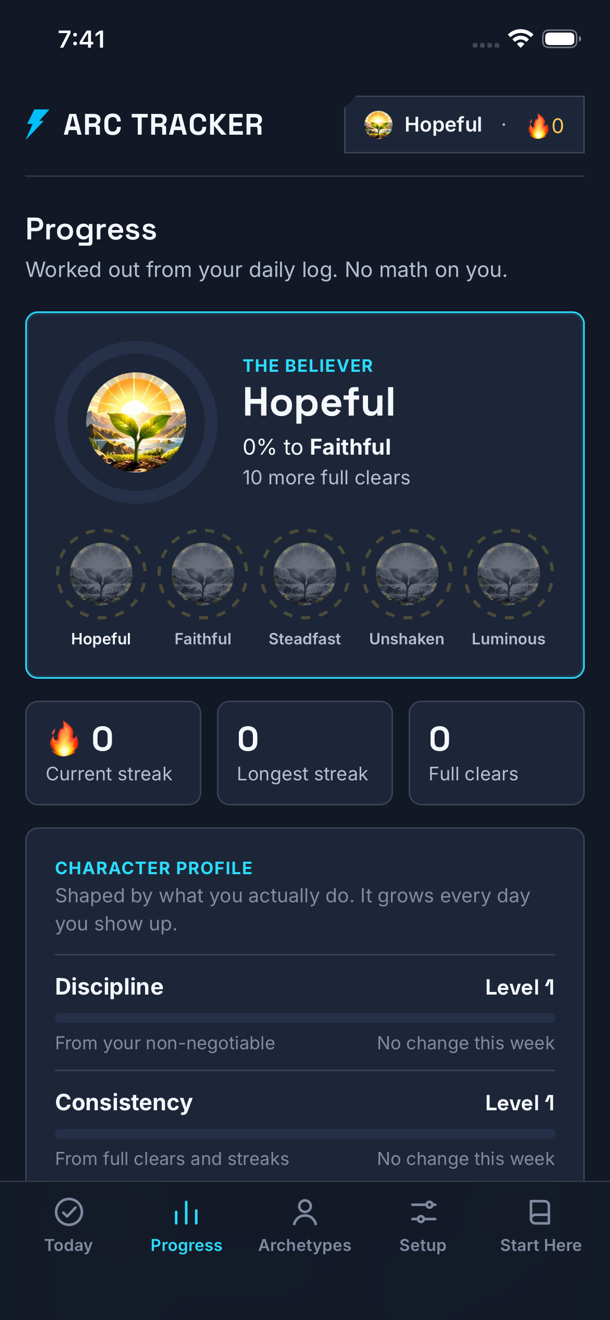 7:41
ARC TRACKER
Hopeful · 🔥0
Progress
Worked out from your daily log. No math on you.
THE BELIEVER
Hopeful
0% to Faithful
10 more full clears
Hopeful Faithful Steadfast Unshaken Luminous
🔥 0 0 0
Current streak Longest streak Full clears
CHARACTER PROFILE
Shaped by what you actually do. It grows every day
you show up.
Discipline Level 1
From your non-negotiable No change this week
Consistency Level 1
From full clears and streaks No change this week
Today Progress Archetypes Setup Start Here